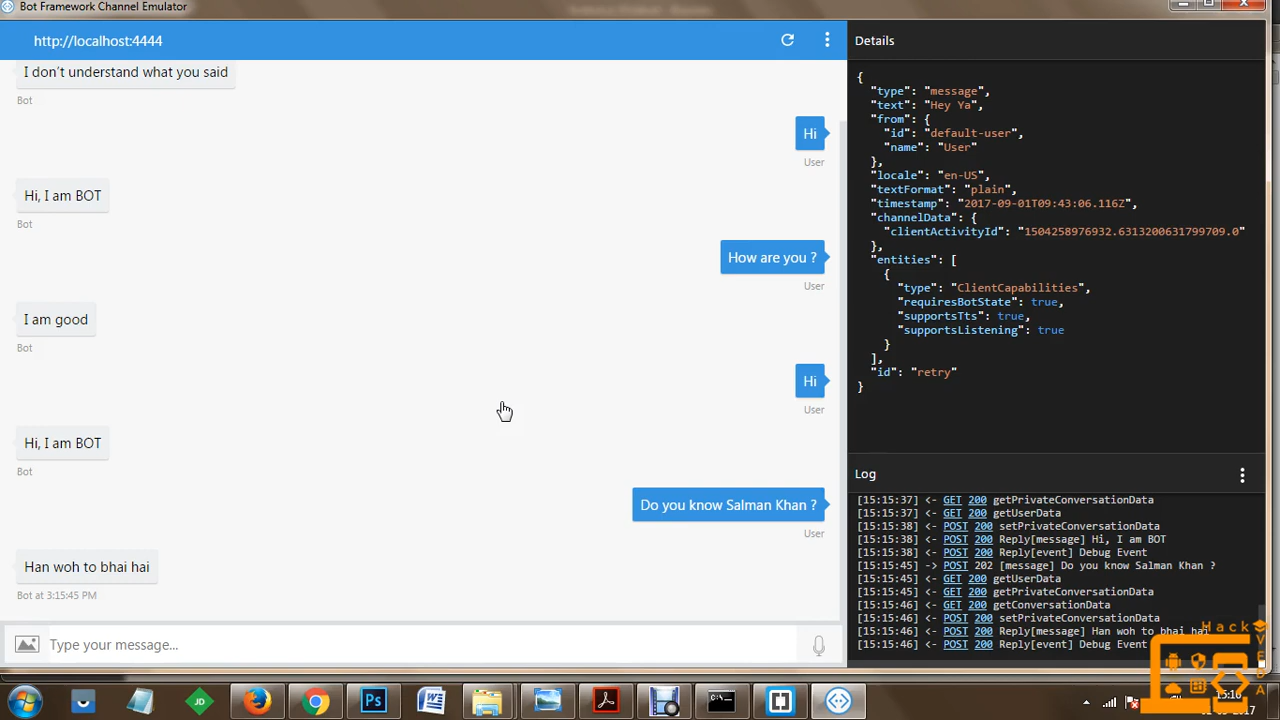 Bot Framework Channel Emulator
http://localhost:4444
I don't understand what you said
Bot
Hi
User
Hi, I am BOT
Bot
How are you ?
User
I am good
Bot
Hi
User
Hi, I am BOT
Bot
Do you know Salman Khan ?
User
Han woh to bhai hai
Bot at 3:15:45 PM
Type your message...
Details
{
"type": "message",
"text": "Hey Ya",
"from": {
"id": "default-user",
"name": "User"
},
"locale": "en-US",
"textFormat": "plain",
"timestamp": "2017-09-01T09:43:06.116Z",
"channelData": {
"clientActivityId": "1504258976932.6313200631799709.0"
},
"entities": [
{
"type": "ClientCapabilities",
"requiresBotState": true,
"supportsTts": true,
"supportsListening": true
}
],
"id": "retry"
}
Log
[15:15:37] <- GET 200 getPrivateConversationData
[15:15:37] <- GET 200 getUserData
[15:15:38] <- POST 200 setPrivateConversationData
[15:15:38] <- POST 200 Reply[message] Hi, I am BOT
[15:15:38] <- POST 200 Reply[event] Debug Event
[15:15:45] -> POST 202 [message] Do you know Salman Khan ?
[15:15:45] <- GET 200 getUserData
[15:15:45] <- GET 200 getPrivateConversationData
[15:15:46] <- GET 200 getConversationData
[15:15:46] <- POST 200 setPrivateConversationData
[15:15:46] <- POST 200 Reply[message] Han woh to bhai hai
[15:15:46] <- POST 200 Reply[event] Debug Event
Hack
VEDA
JD
Ps
15:16